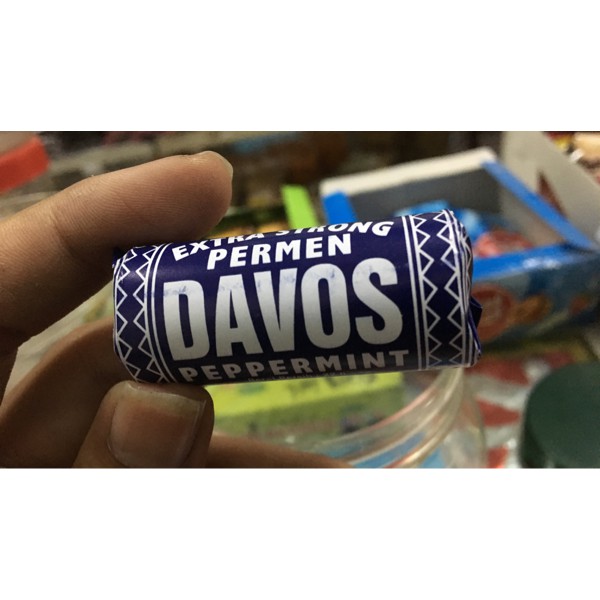 EXTRA STRONG
PERMEN
DAVOS
PEPPERMINT